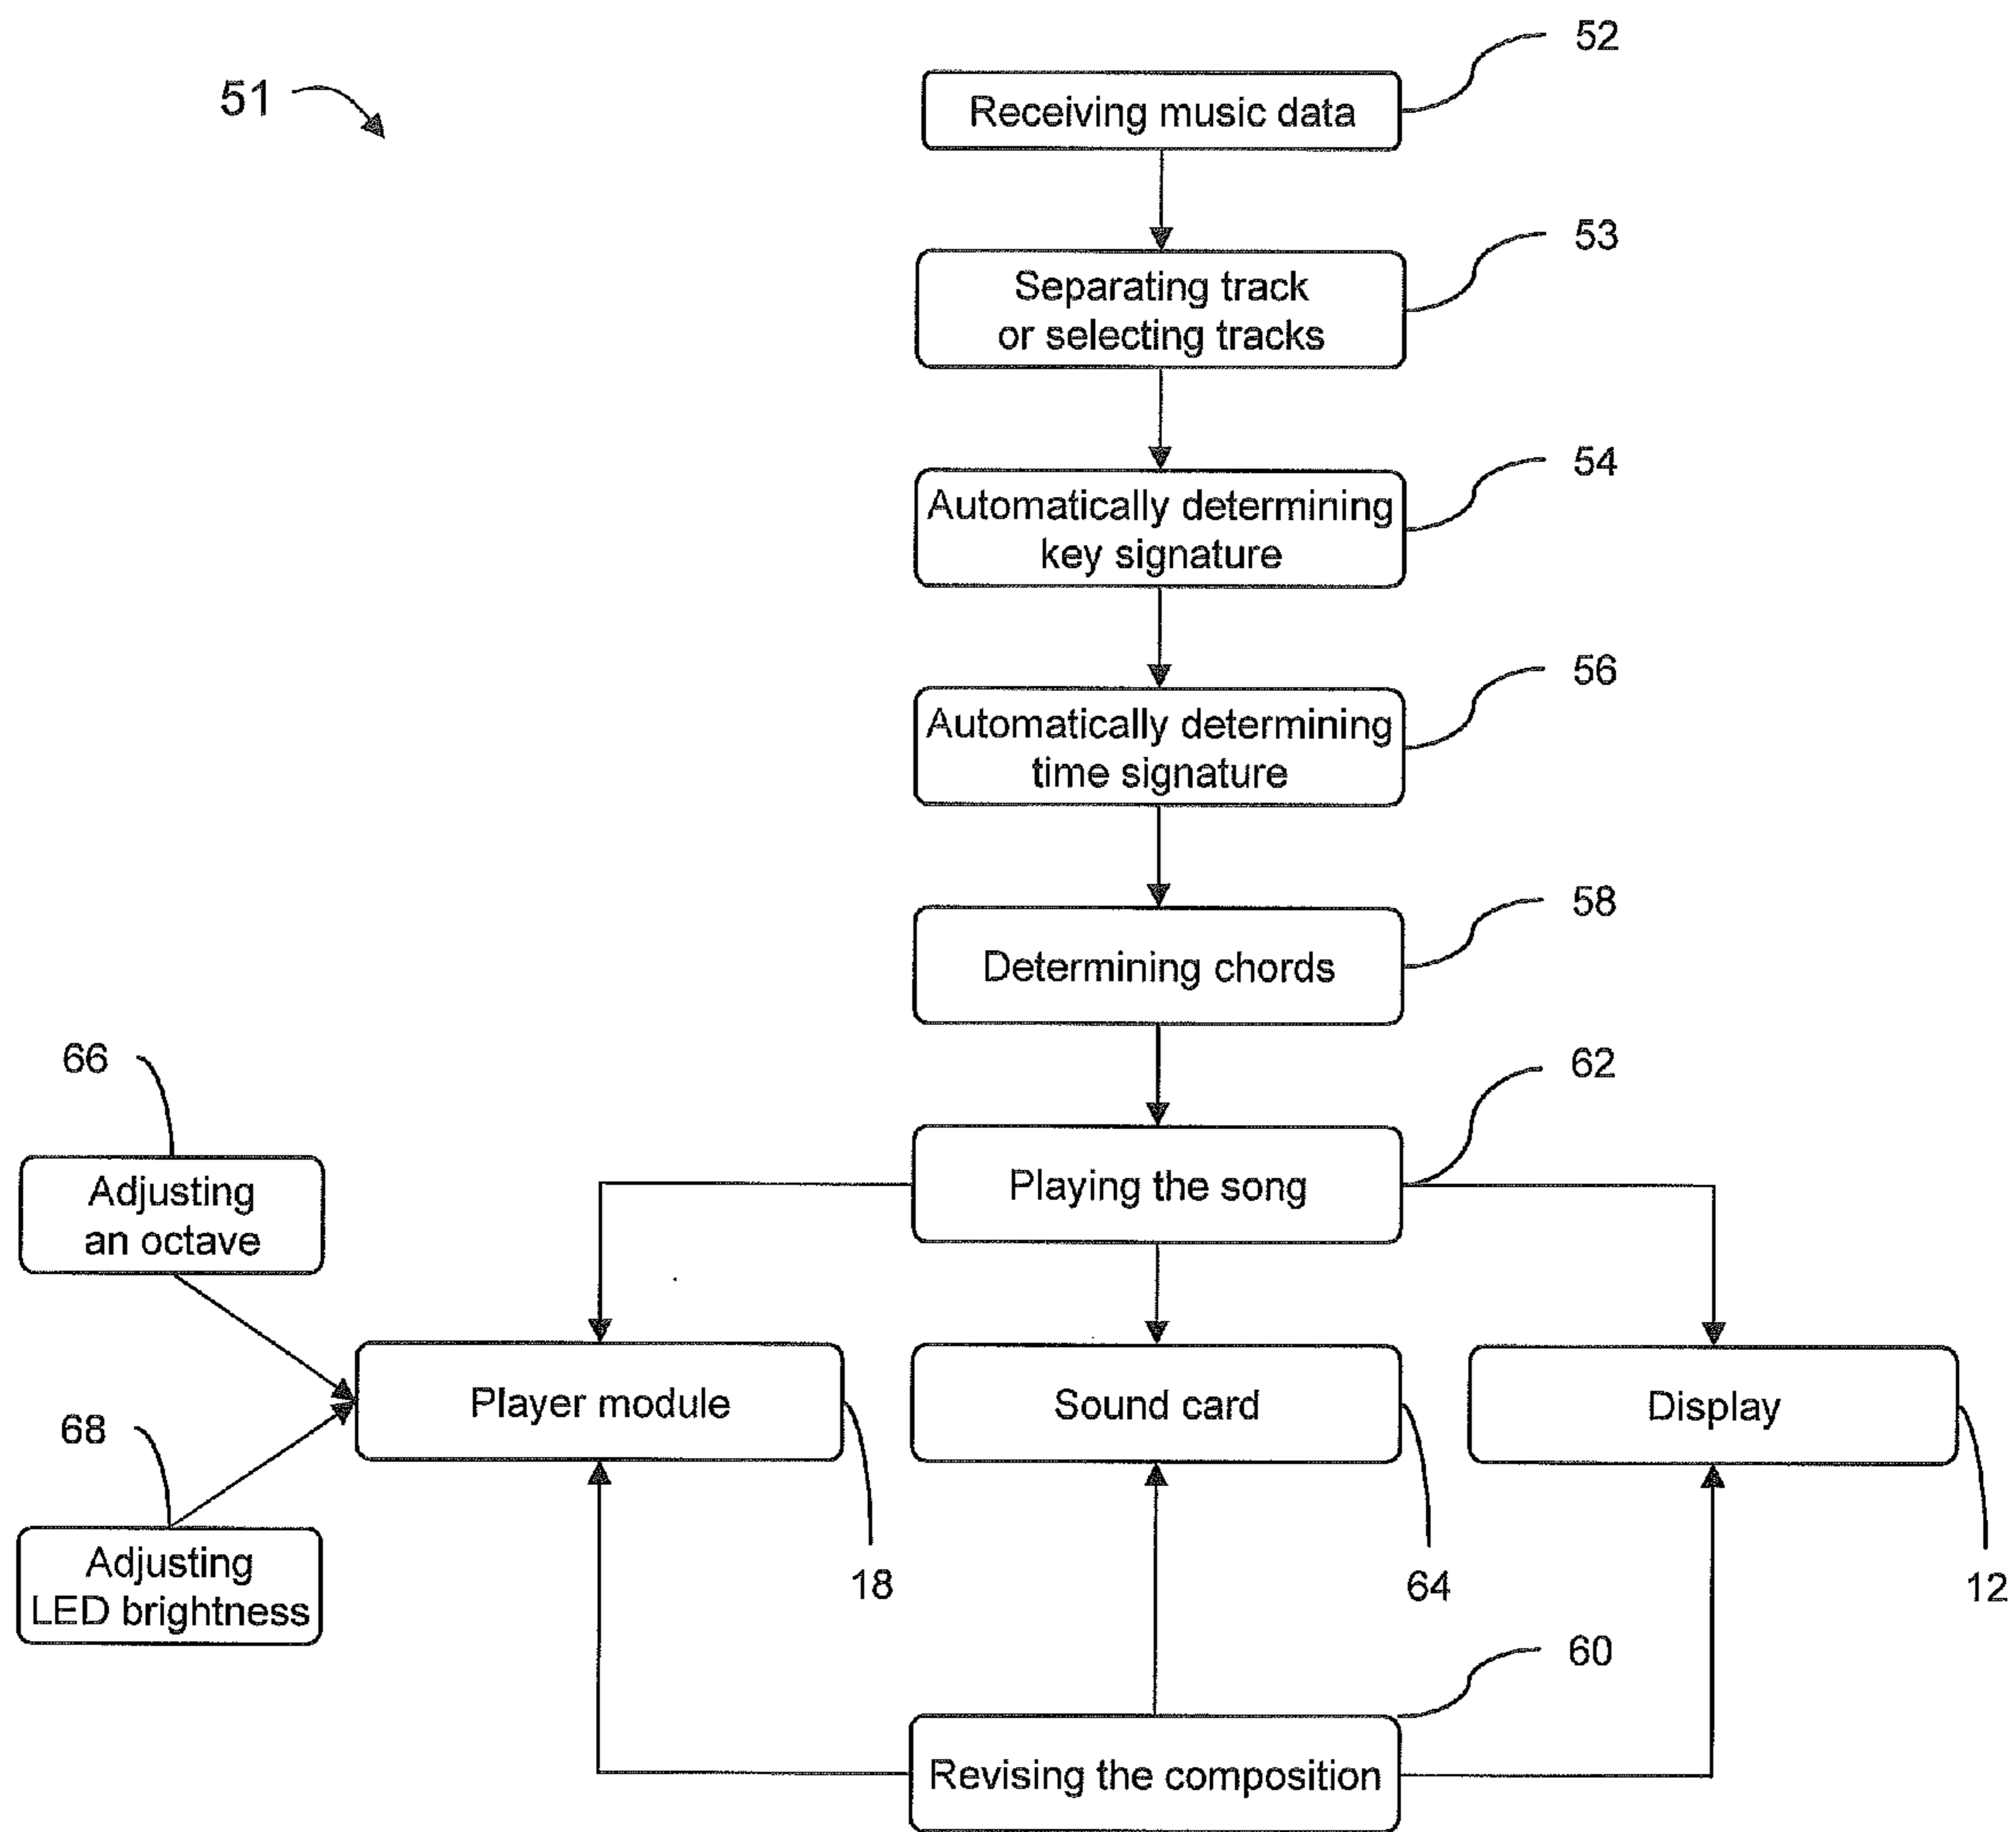 51
52
Receiving music data
53
Separating track
or selecting tracks
54
Automatically determining
key signature
56
Automatically determining
time signature
58
Determining chords
66
62
Adjusting
an octave
Playing the song
68
Player module
Sound card
Display
Adjusting
LED brightness
18
64
12
60
Revising the composition